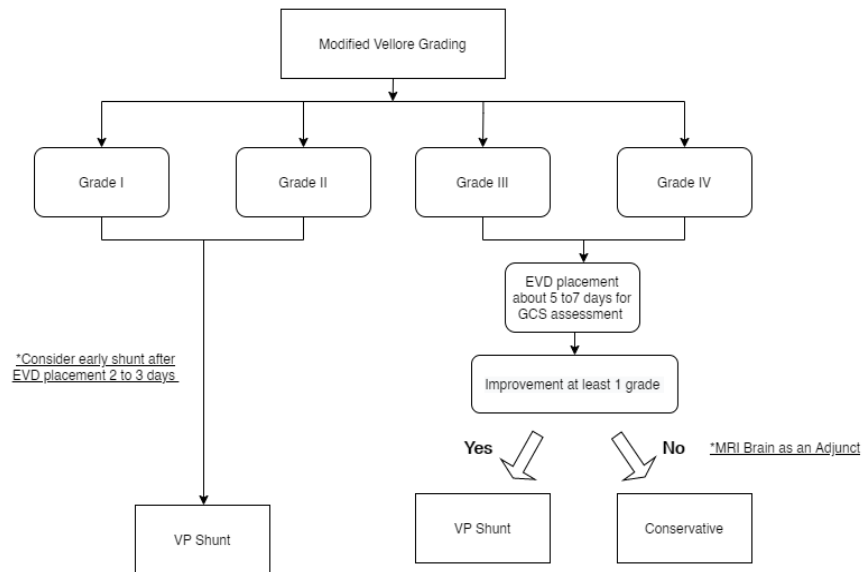 Modified Vellore Grading
Grade I
Grade II
Grade III
Grade IV
EVD placement
about 5 to7 days for
GCS assessment
*Consider early shunt after
EVD placement 2 to 3 days
Improvement at least 1 grade
Yes
No
*MRI Brain as an Adjunct
VP Shunt
VP Shunt
Conservative